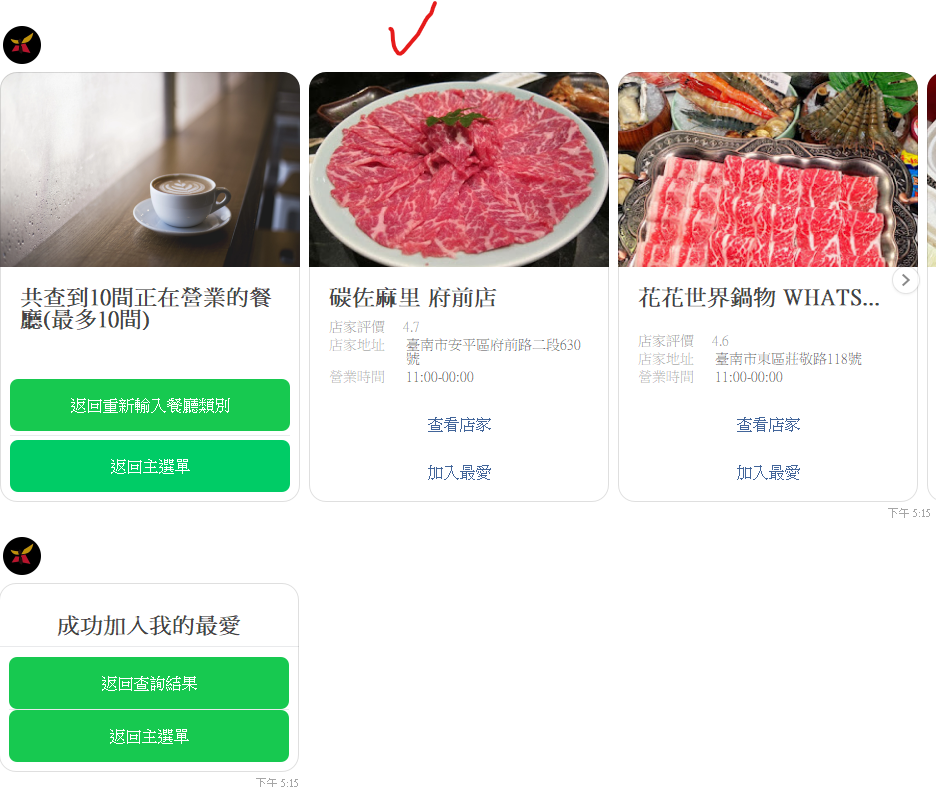 共查到10間正在營業的餐
廳(最多10間)
返回重新輸入餐廳類別
返回主選單
碳佐麻里 府前店
店家評價 4.7
店家地址 臺南市安平區府前路二段630
號
營業時間 11:00-00:00
查看店家
加入最愛
花花世界鍋物 WHATS...
店家評價 4.6
店家地址 臺南市東區莊敬路118號
營業時間 11:00-00:00
查看店家
加入最愛
下午 5:15
成功加入我的最愛
返回查詢結果
返回主選單
下午 5:15